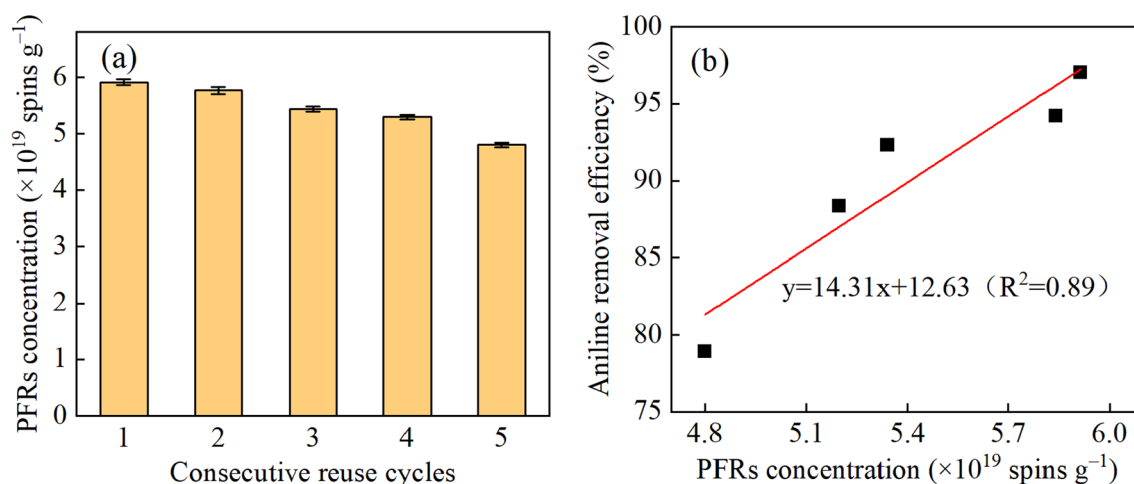 (a)
PFRs concentration (×10¹⁹ spins g⁻¹)
6
5
4
3
2
1
0
1 2 3 4 5
Consecutive reuse cycles
(b)
Aniline removal efficiency (%)
100
95
90
85
80
75
y=14.31x+12.63（R²=0.89）
4.8 5.1 5.4 5.7 6.0
PFRs concentration (×10¹⁹ spins g⁻¹)